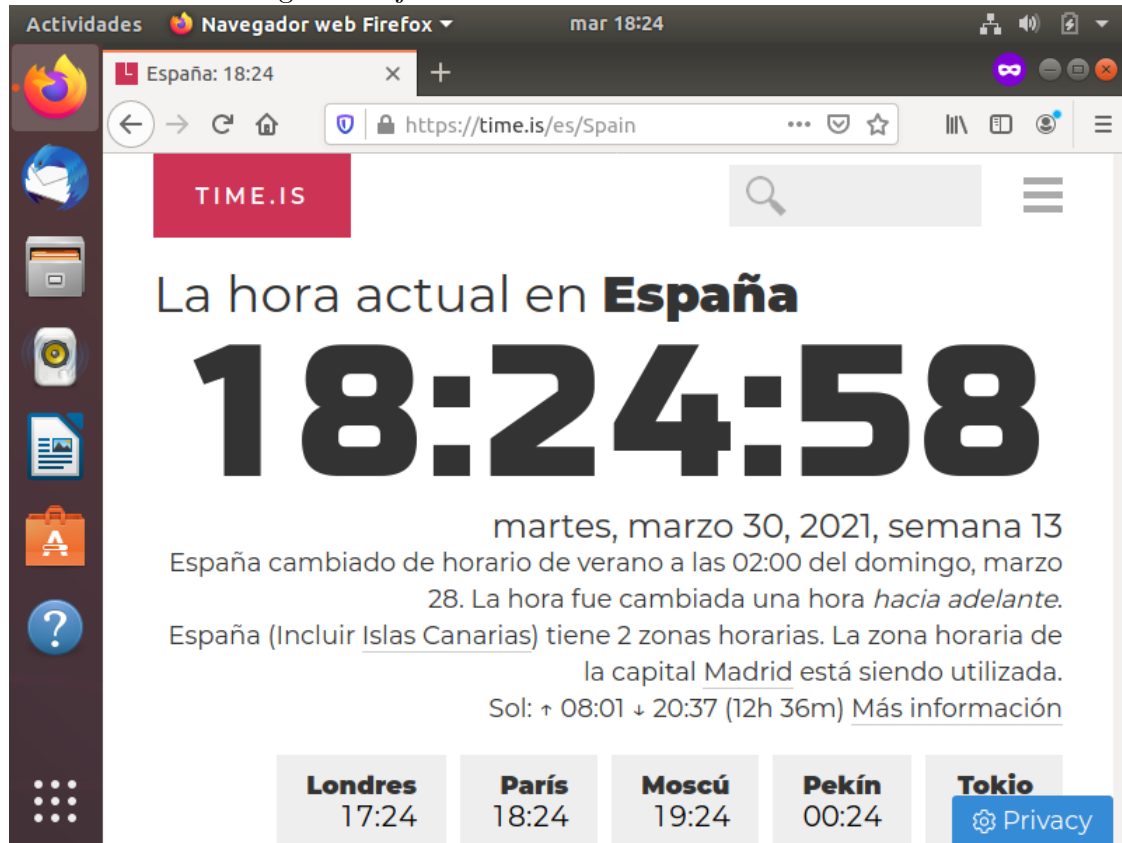 Actividades Navegador web Firefox mar 18:24
España: 18:24
https://time.is/es/Spain
TIME.IS
La hora actual en España
18:24:58
martes, marzo 30, 2021, semana 13
España cambiado de horario de verano a las 02:00 del domingo, marzo
28. La hora fue cambiada una hora hacia adelante.
España (Incluir Islas Canarias) tiene 2 zonas horarias. La zona horaria de
la capital Madrid está siendo utilizada.
Sol: ↑ 08:01 ↓ 20:37 (12h 36m) Más información
Londres París Moscú Pekín Tokio
17:24 18:24 19:24 00:24
Privacy